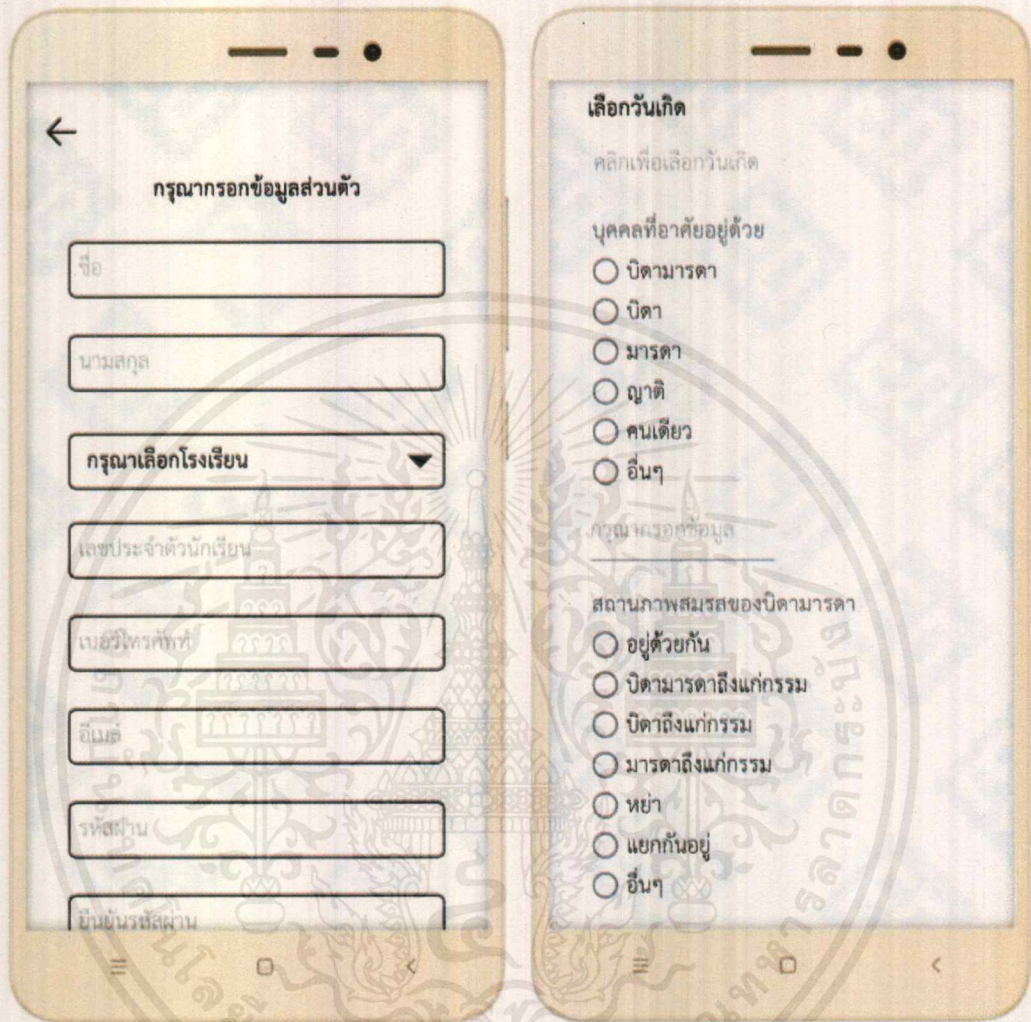 กรุณากรอกข้อมูลส่วนตัว
ชื่อ
นามสกุล
กรุณาเลือกโรงเรียน
เลขประจำตัวนักเรียน
เบอร์โทรศัพท์
อีเมล์
รหัสผ่าน
ยืนยันรหัสผ่าน
เลือกวันเกิด
คลิกเพื่อเลือกวันเกิด
บุคคลที่อาศัยอยู่ด้วย
บิดามารดา
บิดา
มารดา
ญาติ
คนเดียว
อื่นๆ
กรุณากรอกข้อมูล
สถานภาพสมรสของบิดามารดา
อยู่ด้วยกัน
บิดามารดาถึงแก่กรรม
บิดาถึงแก่กรรม
มารดาถึงแก่กรรม
หย่า
แยกกันอยู่
อื่นๆ